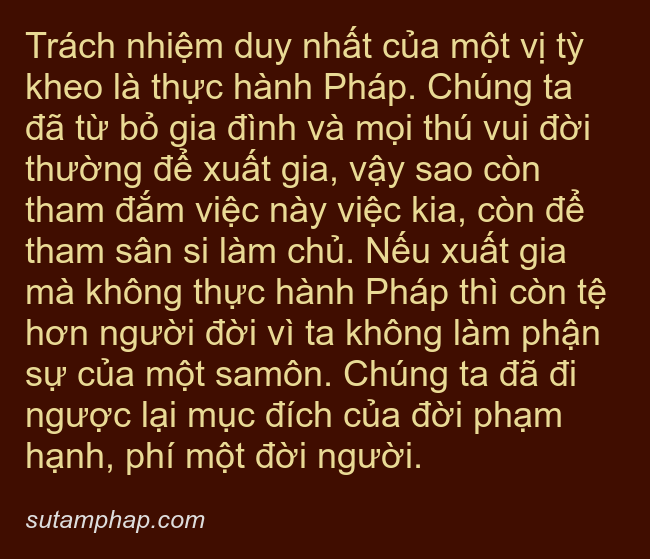 Trách nhiệm duy nhất của một vị tỳ
kheo là thực hành Pháp. Chúng ta
đã từ bỏ gia đình và mọi thú vui đời
thường để xuất gia, vậy sao còn
tham đắm việc này việc kia, còn để
tham sân si làm chủ. Nếu xuất gia
mà không thực hành Pháp thì còn tệ
hơn người đời vì ta không làm phận
sự của một samôn. Chúng ta đã đi
ngược lại mục đích của đời phạm
hạnh, phí một đời người.
sutamphap.com